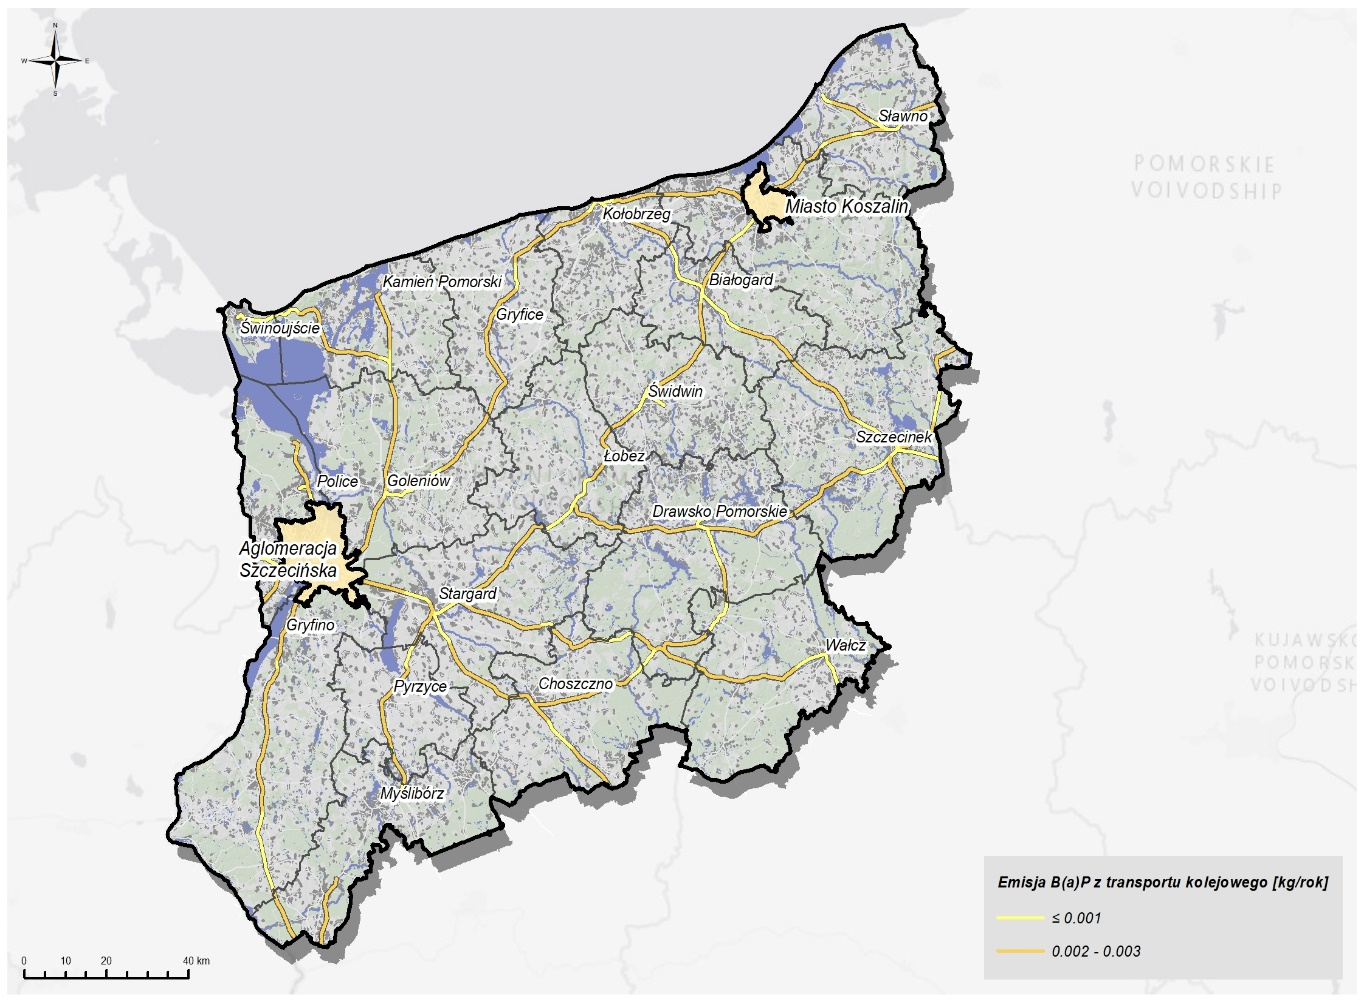 N
W
E
S
Sławno
POMORSKIE
VOIVODSHIP
Miasto Koszalin
Kołobrzeg
Kamień Pomorski
Białogard
Gryfice
Świnoujście
Świdwin
Szczecinek
Łobez
Police
Goleniów
Drawsko Pomorskie
Aglomeracja
Szczecińska
Stargard
Gryfino
Wałcz
KUJAWSKO
POMORSK
VOIVODSH
Choszczno
Pyrzyce
Myślibórz
Emisja B(a)P z transportu kolejowego [kg/rok]
≤ 0.001
0.002 - 0.003
0 10 20 40 km